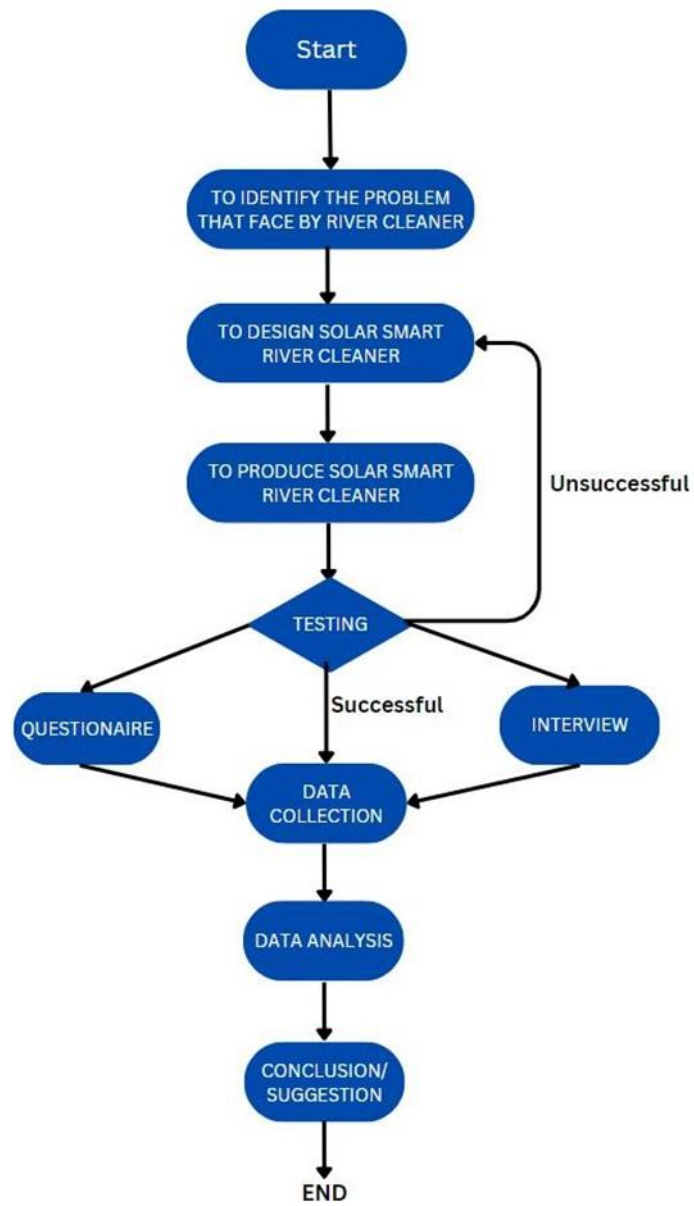 Start
TO IDENTIFY THE PROBLEM
THAT FACE BY RIVER CLEANER
TO DESIGN SOLAR SMART
RIVER CLEANER
TO PRODUCE SOLAR SMART
RIVER CLEANER
Unsuccessful
TESTING
Successful
QUESTIONAIRE
INTERVIEW
DATA
COLLECTION
DATA ANALYSIS
CONCLUSION/
SUGGESTION
END